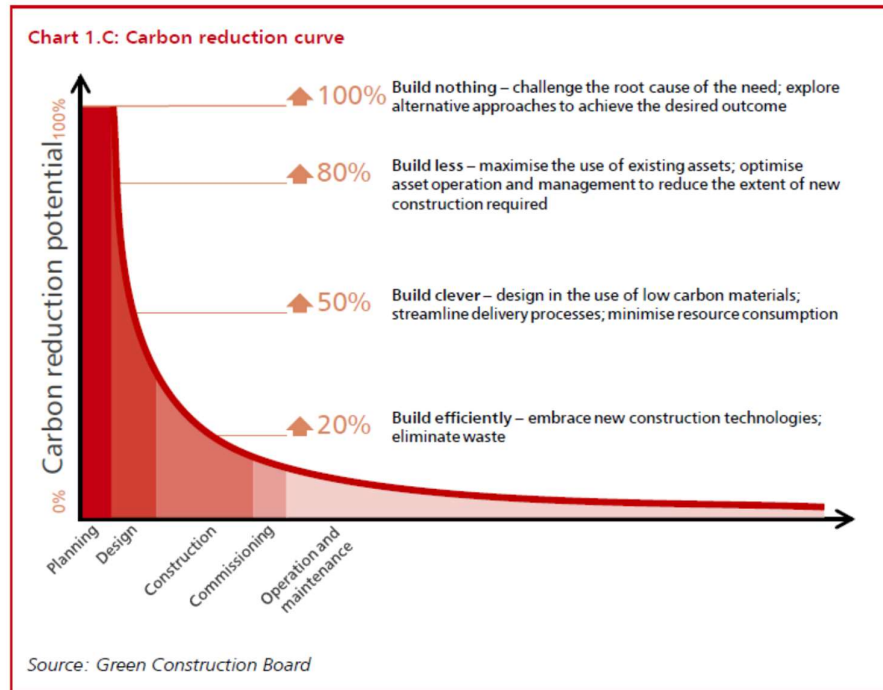 Chart 1.C: Carbon reduction curve
100%
Carbon reduction potential
0%
100%
Build nothing – challenge the root cause of the need; explore
alternative approaches to achieve the desired outcome
80%
Build less – maximise the use of existing assets; optimise
asset operation and management to reduce the extent of new
construction required
50%
Build clever – design in the use of low carbon materials;
streamline delivery processes; minimise resource consumption
20%
Build efficiently – embrace new construction technologies;
eliminate waste
Planning
Design
Construction
Commissioning
Operation and
maintenance
Source: Green Construction Board